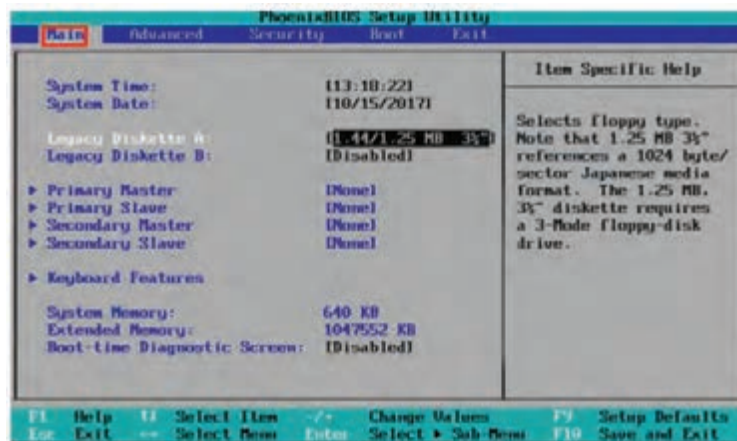 PhoenixBIOS Setup Utility
Main Advanced Security Boot Exit
System Time: [13:18:22]
System Date: [10/15/2017]
Legacy Diskette A: [1.44/1.25 MB 3½"]
Legacy Diskette B: [Disabled]
▶ Primary Master [None]
▶ Primary Slave [None]
▶ Secondary Master [None]
▶ Secondary Slave [None]
▶ Keyboard Features
System Memory: 640 KB
Extended Memory: 1047552 KB
Boot-time Diagnostic Screen: [Disabled]
Item Specific Help
Selects floppy type.
Note that 1.25 MB 3½"
references a 1024 byte/
sector Japanese media
format. The 1.25 MB,
3½" diskette requires
a 3-Mode floppy-disk
drive.
F1 Help ↑↓ Select Item -/+ Change Values F9 Setup Defaults
Esc Exit ↔ Select Menu Enter Select ▶ Sub-Menu F10 Save and Exit